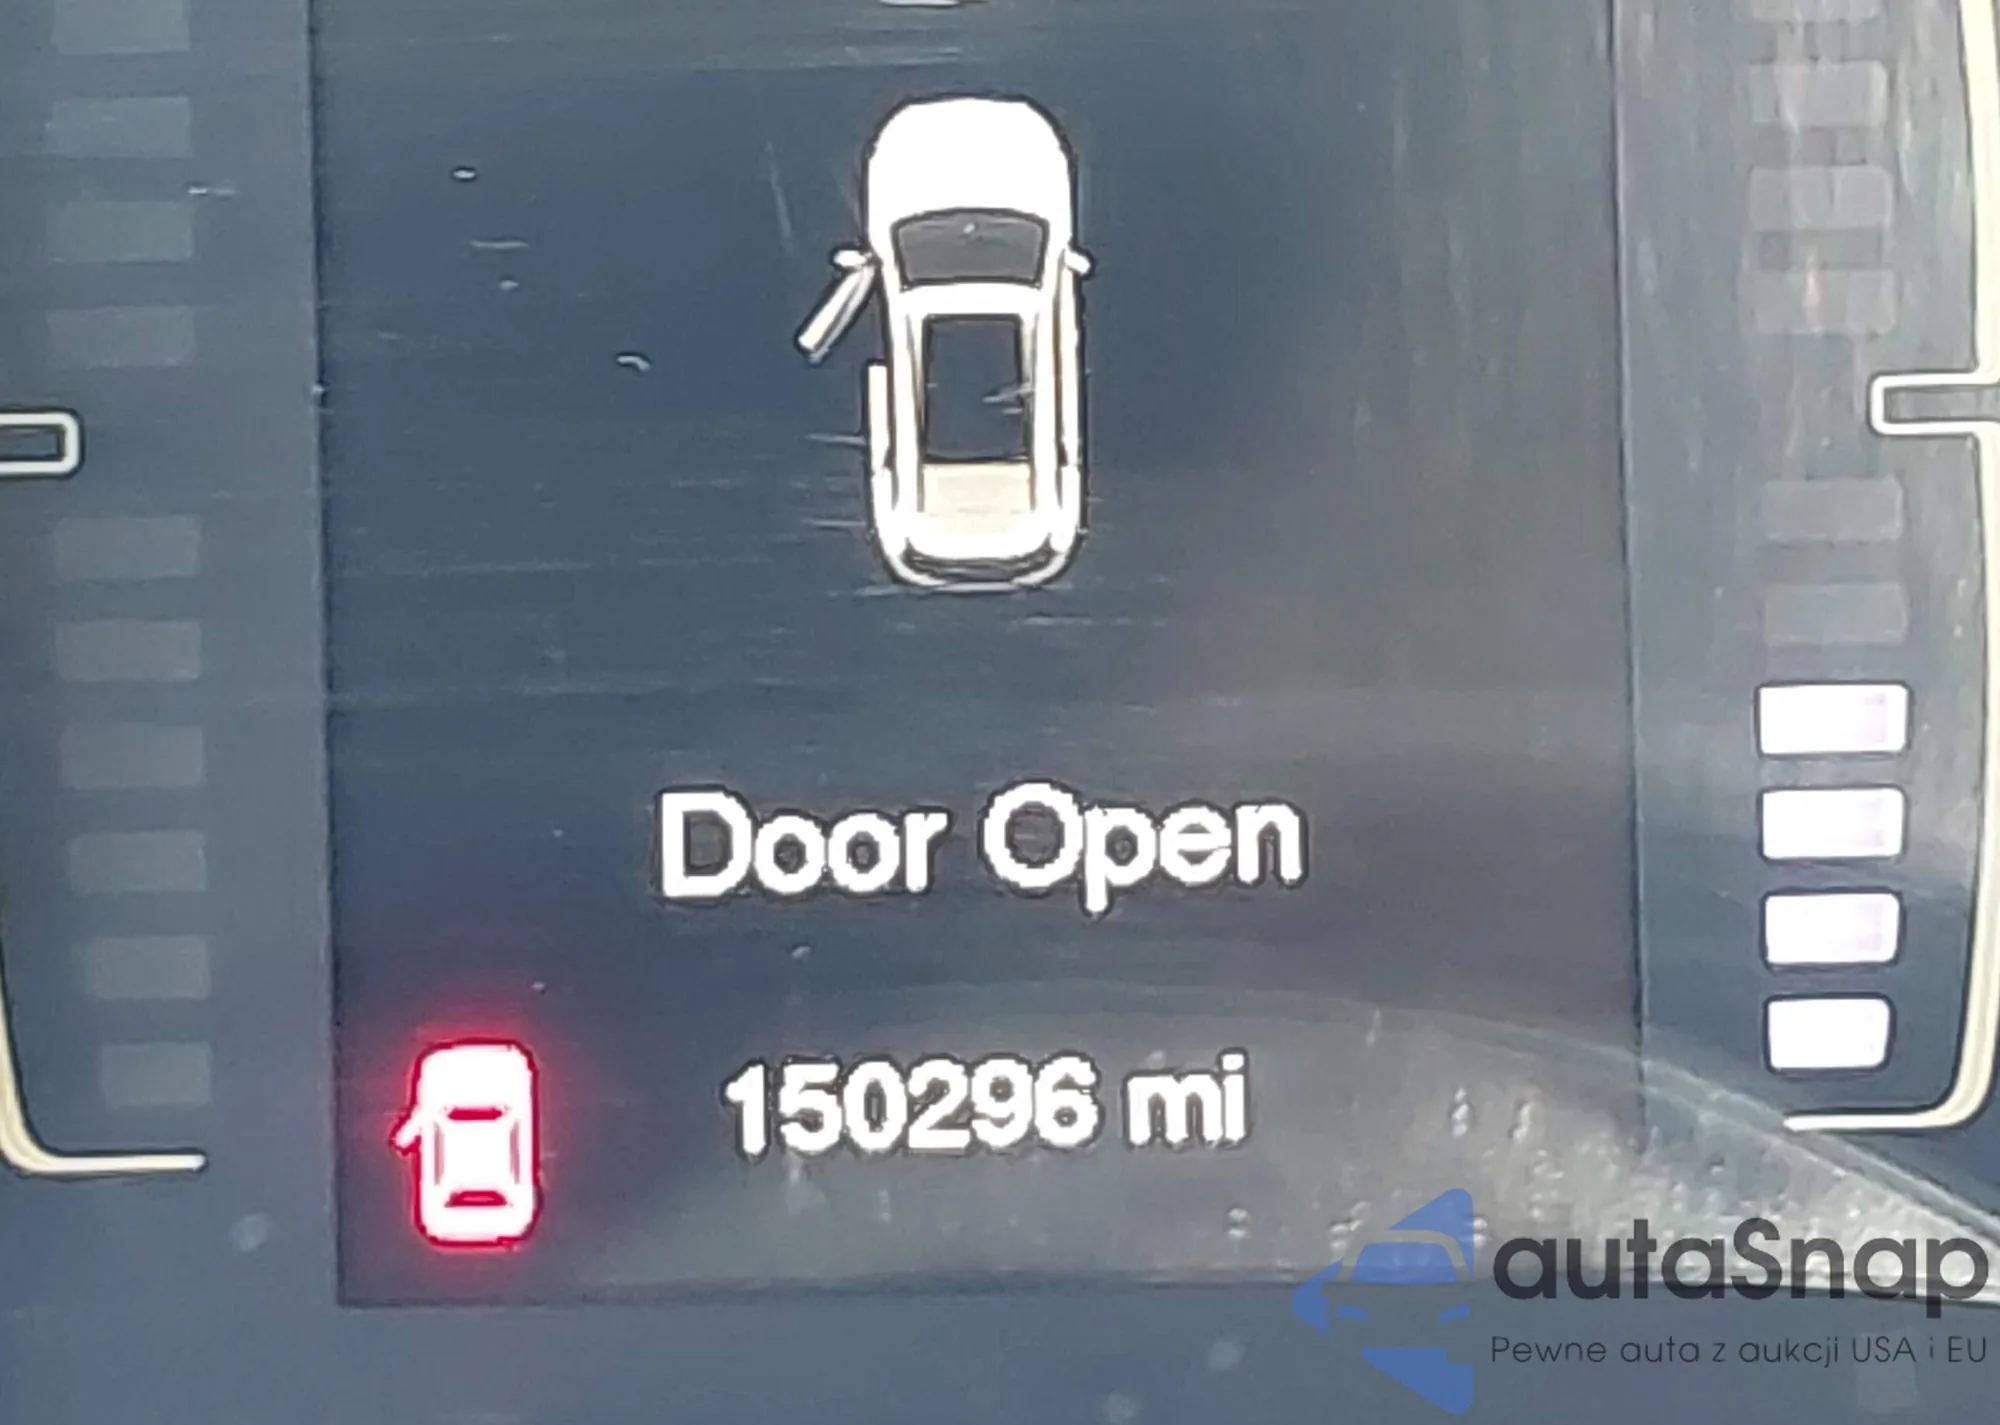 Door Open
150296 mi
autaSnap
Pewne auta z aukcji USA i EU